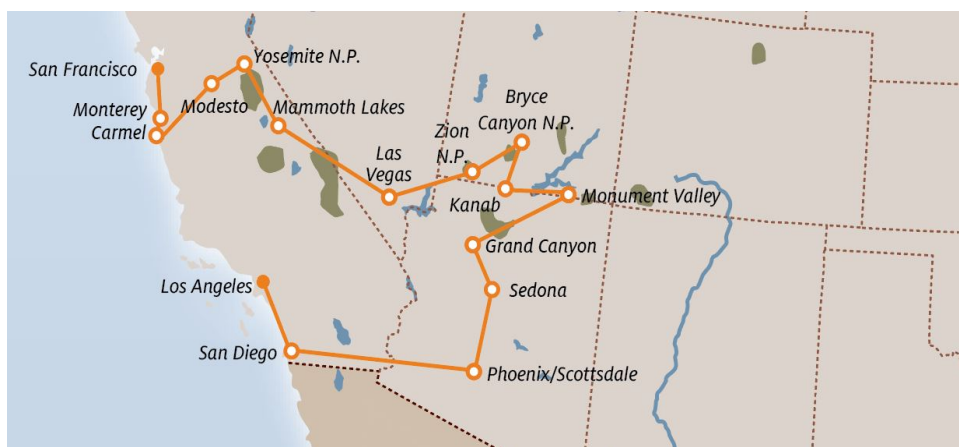 San Francisco
Monterey
Carmel
Modesto
Yosemite N.P.
Mammoth Lakes
Las
Vegas
Zion
N.P.
Bryce
Canyon N.P.
Kanab
Monument Valley
Grand Canyon
Sedona
Phoenix/Scottsdale
San Diego
Los Angeles